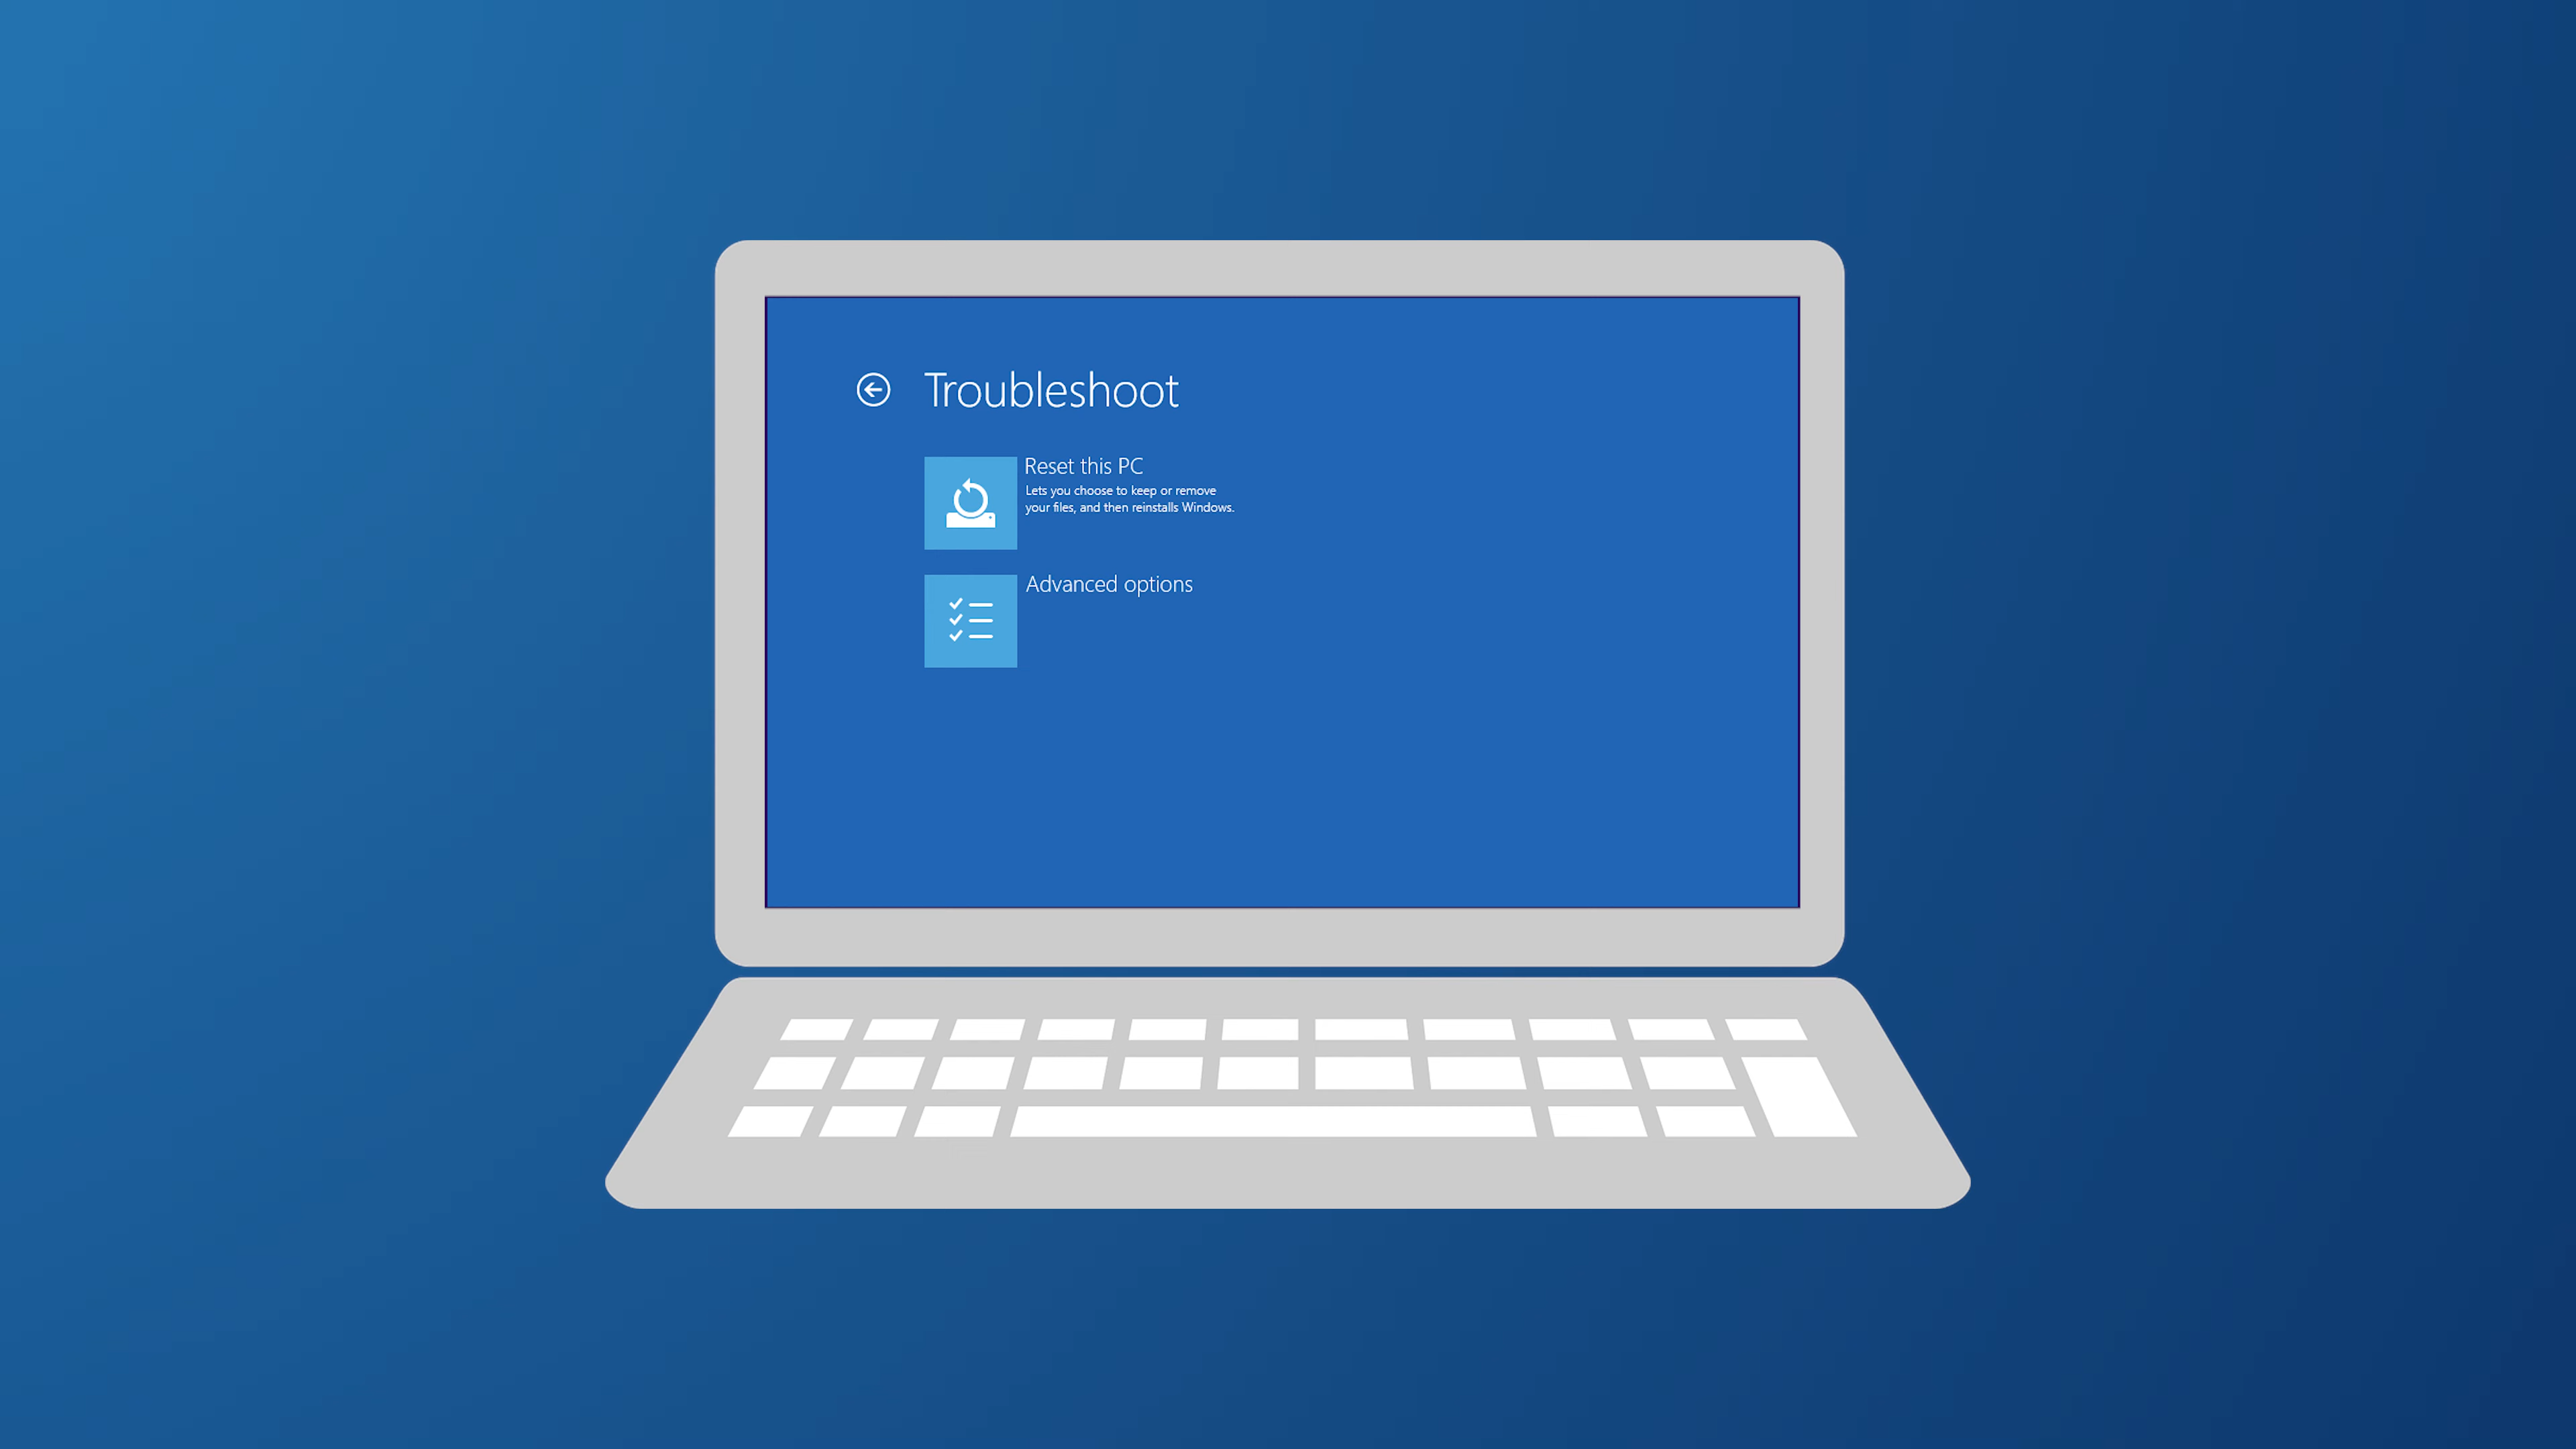 Troubleshoot
Reset this PC
Lets you choose to keep or remove
your files, and then reinstalls Windows.
Advanced options